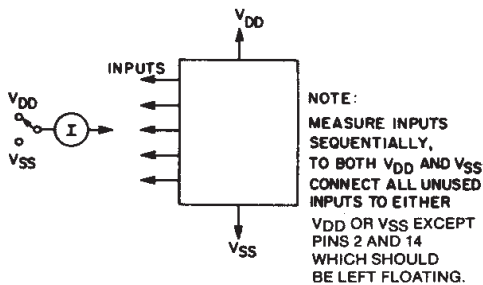 VDD
INPUTS
VDD
I
VSS
VSS
NOTE:
MEASURE INPUTS
SEQUENTIALLY,
TO BOTH VDD AND VSS
CONNECT ALL UNUSED
INPUTS TO EITHER
VDD OR VSS EXCEPT
PINS 2 AND 14
WHICH SHOULD
BE LEFT FLOATING.